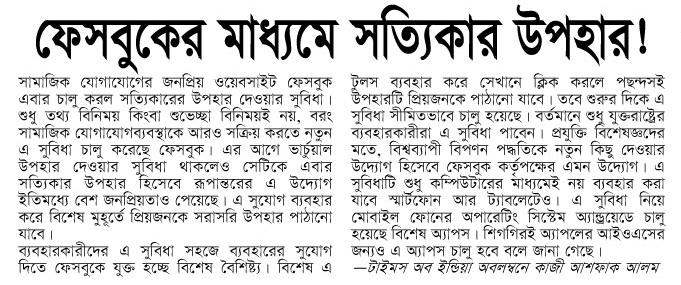 ফেসবুকের মাধ্যমে সত্যিকার উপহার!
সামাজিক যোগাযোগের জনপ্রিয় ওয়েবসাইট ফেসবুক
এবার চালু করল সত্যিকারের উপহার দেওয়ার সুবিধা।
শুধু তথ্য বিনিময় কিংবা শুভেচ্ছা বিনিময়ই নয়, বরং
সামাজিক যোগাযোগব্যবস্থাকে আরও সক্রিয় করতে নতুন
এ সুবিধা চালু করেছে ফেসবুক। এর আগে ভার্চুয়াল
উপহার দেওয়ার সুবিধা থাকলেও সেটিকে এবার
সত্যিকার উপহার হিসেবে রূপান্তরের এ উদ্যোগ
ইতিমধ্যে বেশ জনপ্রিয়তাও পেয়েছে। এ সুযোগ ব্যবহার
করে বিশেষ মুহূর্তে প্রিয়জনকে সরাসরি উপহার পাঠানো
যাবে।
ব্যবহারকারীদের এ সুবিধা সহজে ব্যবহারের সুযোগ
দিতে ফেসবুকে যুক্ত হচ্ছে বিশেষ বৈশিষ্ট্য। বিশেষ এ
টুলস ব্যবহার করে সেখানে ক্লিক করলে পছন্দসই
উপহারটি প্রিয়জনকে পাঠানো যাবে। তবে শুরুর দিকে এ
সুবিধা সীমিতভাবে চালু হয়েছে। বর্তমানে শুধু যুক্তরাষ্ট্রের
ব্যবহারকারীরা এ সুবিধা পাবেন। প্রযুক্তি বিশেষজ্ঞদের
মতে, বিশ্বব্যাপী বিপণন পদ্ধতিকে নতুন কিছু দেওয়ার
উদ্যোগ হিসেবে ফেসবুক কর্তৃপক্ষের এমন উদ্যোগ। এ
সুবিধাটি শুধু কম্পিউটারের মাধ্যমেই নয় ব্যবহার করা
যাবে স্মার্টফোন আর ট্যাবলেটেও। এ সুবিধা নিয়ে
মোবাইল ফোনের অপারেটিং সিস্টেম অ্যান্ড্রয়েডে চালু
হয়েছে বিশেষ অ্যাপস। শিগগিরই অ্যাপলের আইওএসের
জন্যও এ অ্যাপস চালু হবে বলে জানা গেছে।
—টাইমস অব ইন্ডিয়া অবলম্বনে কাজী আশফাক আলম